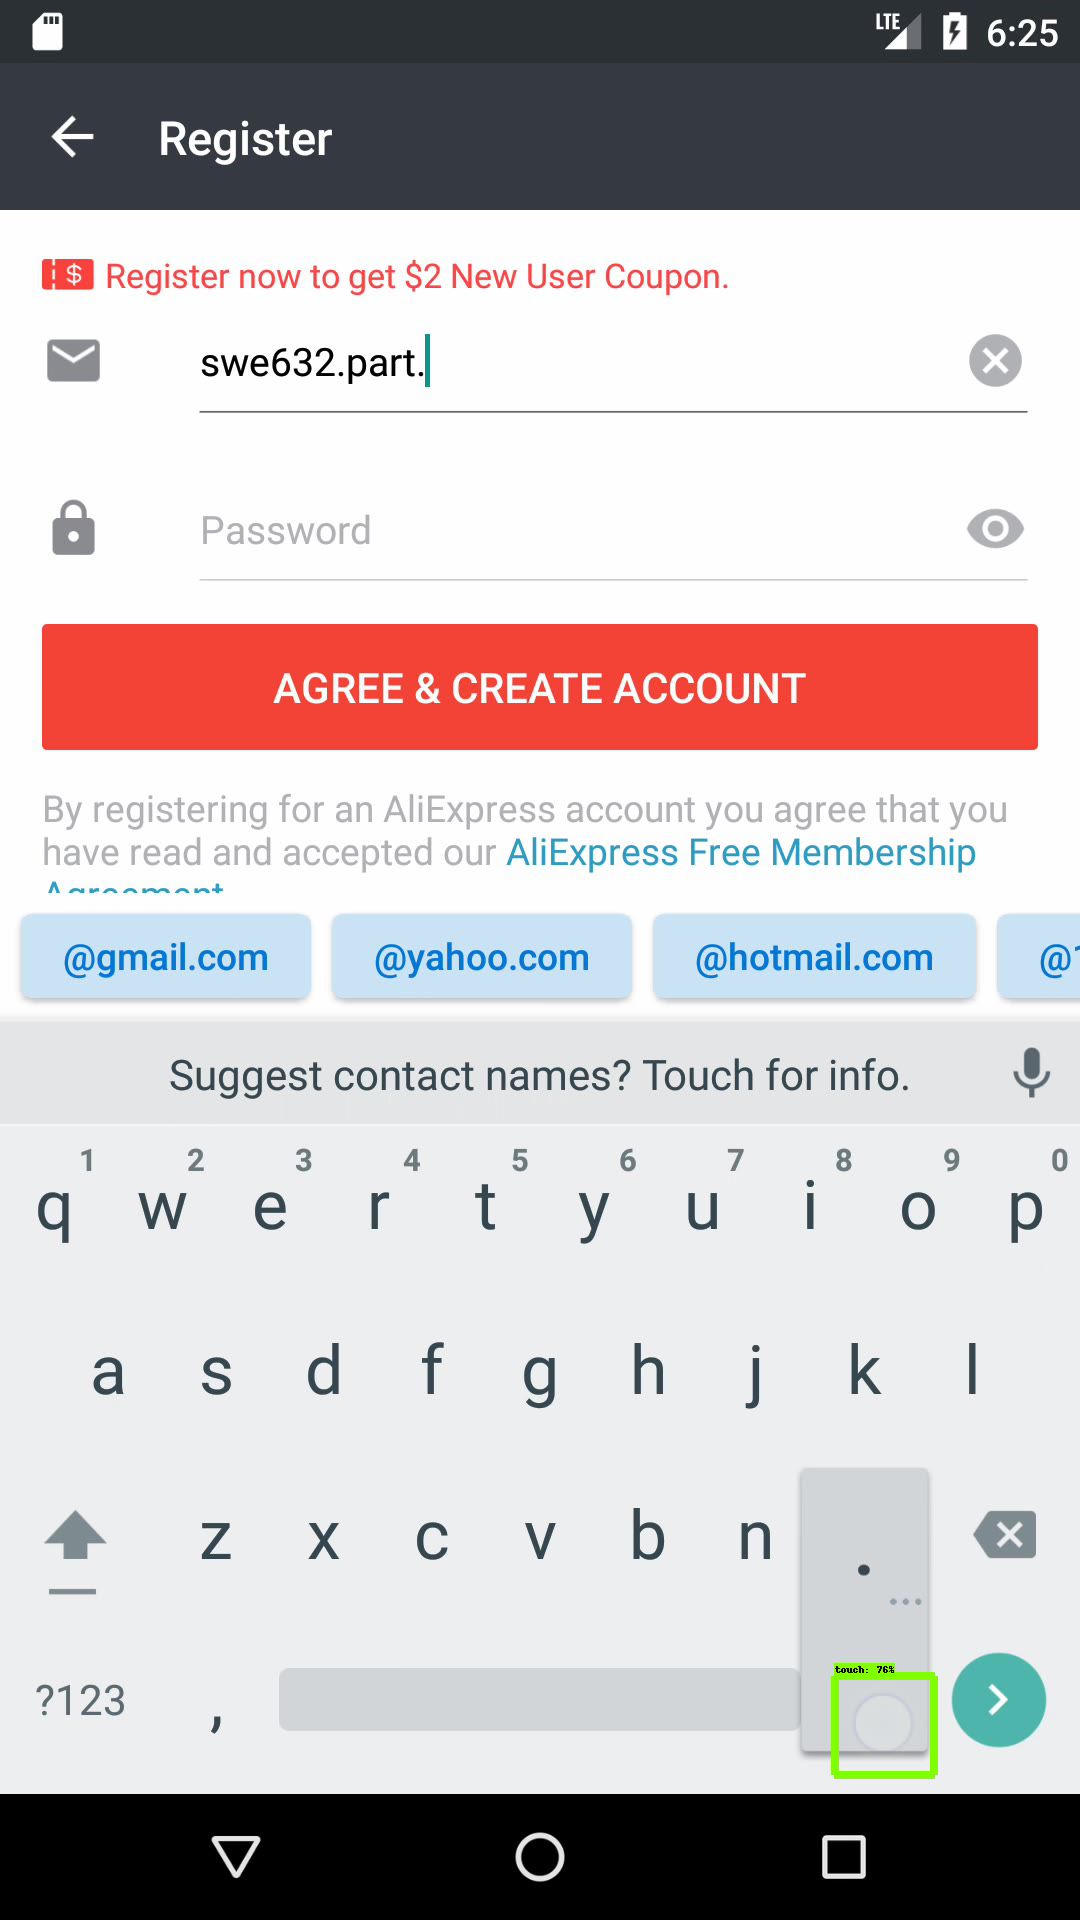 LTE 6:25
Register
$ Register now to get $2 New User Coupon.
swe632.part.
Password
AGREE & CREATE ACCOUNT
By registering for an AliExpress account you agree that you
have read and accepted our AliExpress Free Membership
Agreement
@gmail.com @yahoo.com @hotmail.com @1
Suggest contact names? Touch for info.
1 2 3 4 5 6 7 8 9 0
q w e r t y u i o p
a s d f g h j k l
z x c v b n .
...
touch: 76%
?123 ,